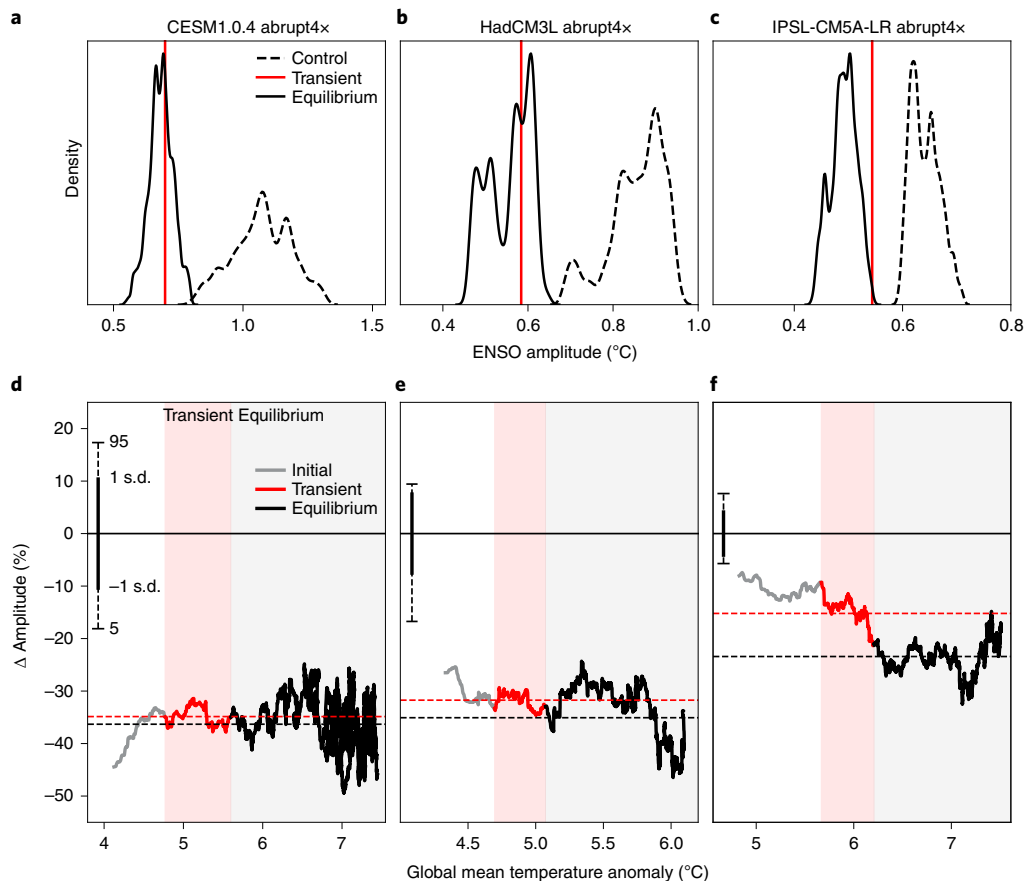 a
CESM1.0.4 abrupt4×
b
HadCM3L abrupt4×
c
IPSL-CM5A-LR abrupt4×
Control
Transient
Equilibrium
Density
0.5 1.0 1.5
0.4 0.6 0.8 1.0
0.4 0.6 0.8
ENSO amplitude (°C)
d
e
f
Transient Equilibrium
95
1 s.d.
−1 s.d.
5
Initial
Transient
Equilibrium
20
10
0
−10
−20
−30
−40
−50
Δ Amplitude (%)
4 5 6 7
4.5 5.0 5.5 6.0
5 6 7
Global mean temperature anomaly (°C)